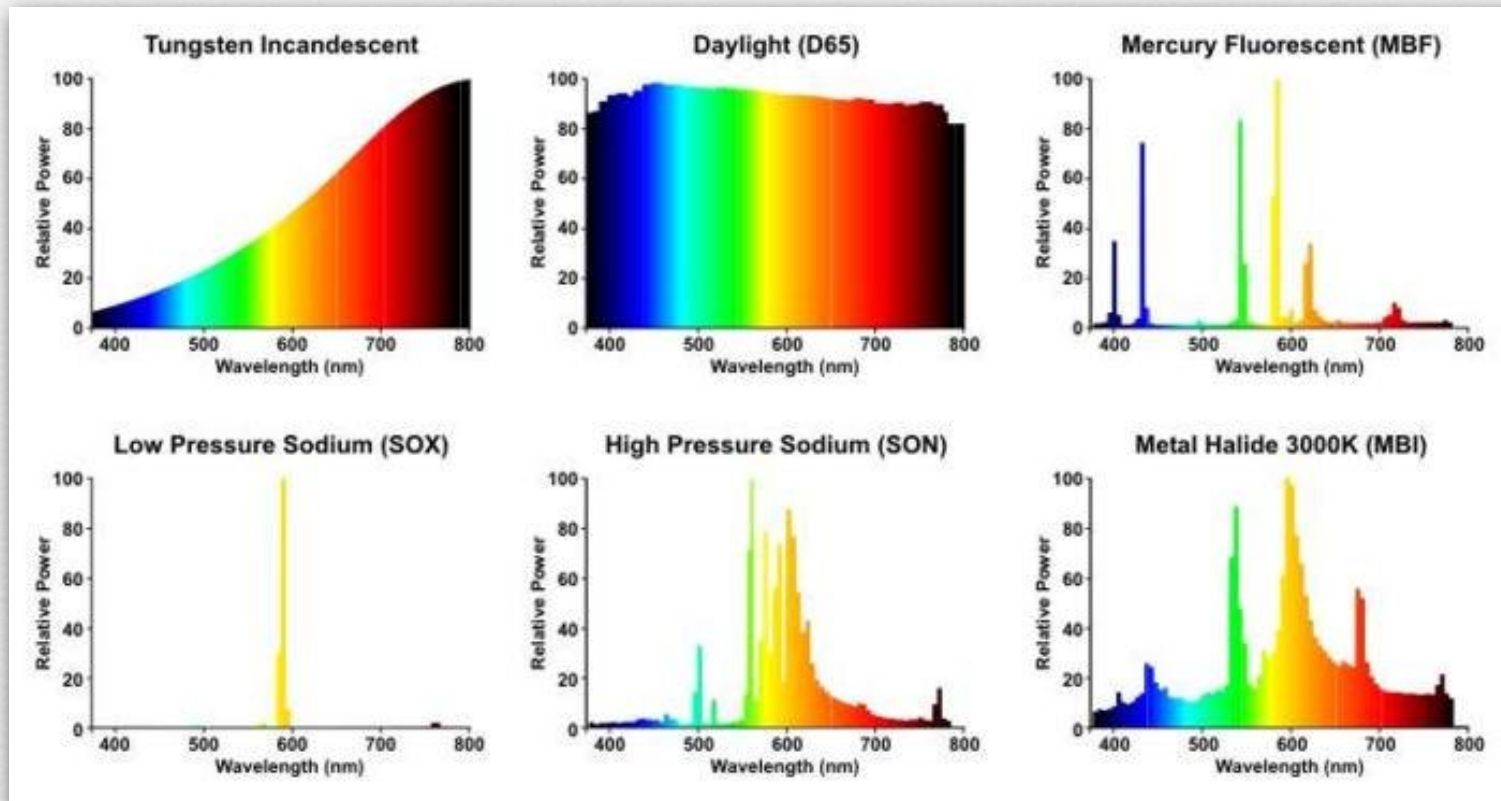 Tungsten Incandescent
100
80
60
40
20
0
Relative Power
400 500 600 700 800
Wavelength (nm)
Daylight (D65)
100
80
60
40
20
0
Relative Power
400 500 600 700 800
Wavelength (nm)
Mercury Fluorescent (MBF)
100
80
60
40
20
0
Relative Power
400 500 600 700 800
Wavelength (nm)
Low Pressure Sodium (SOX)
100
80
60
40
20
0
Relative Power
400 500 600 700 800
Wavelength (nm)
High Pressure Sodium (SON)
100
80
60
40
20
0
Relative Power
400 500 600 700 800
Wavelength (nm)
Metal Halide 3000K (MBI)
100
80
60
40
20
0
Relative Power
400 500 600 700 800
Wavelength (nm)